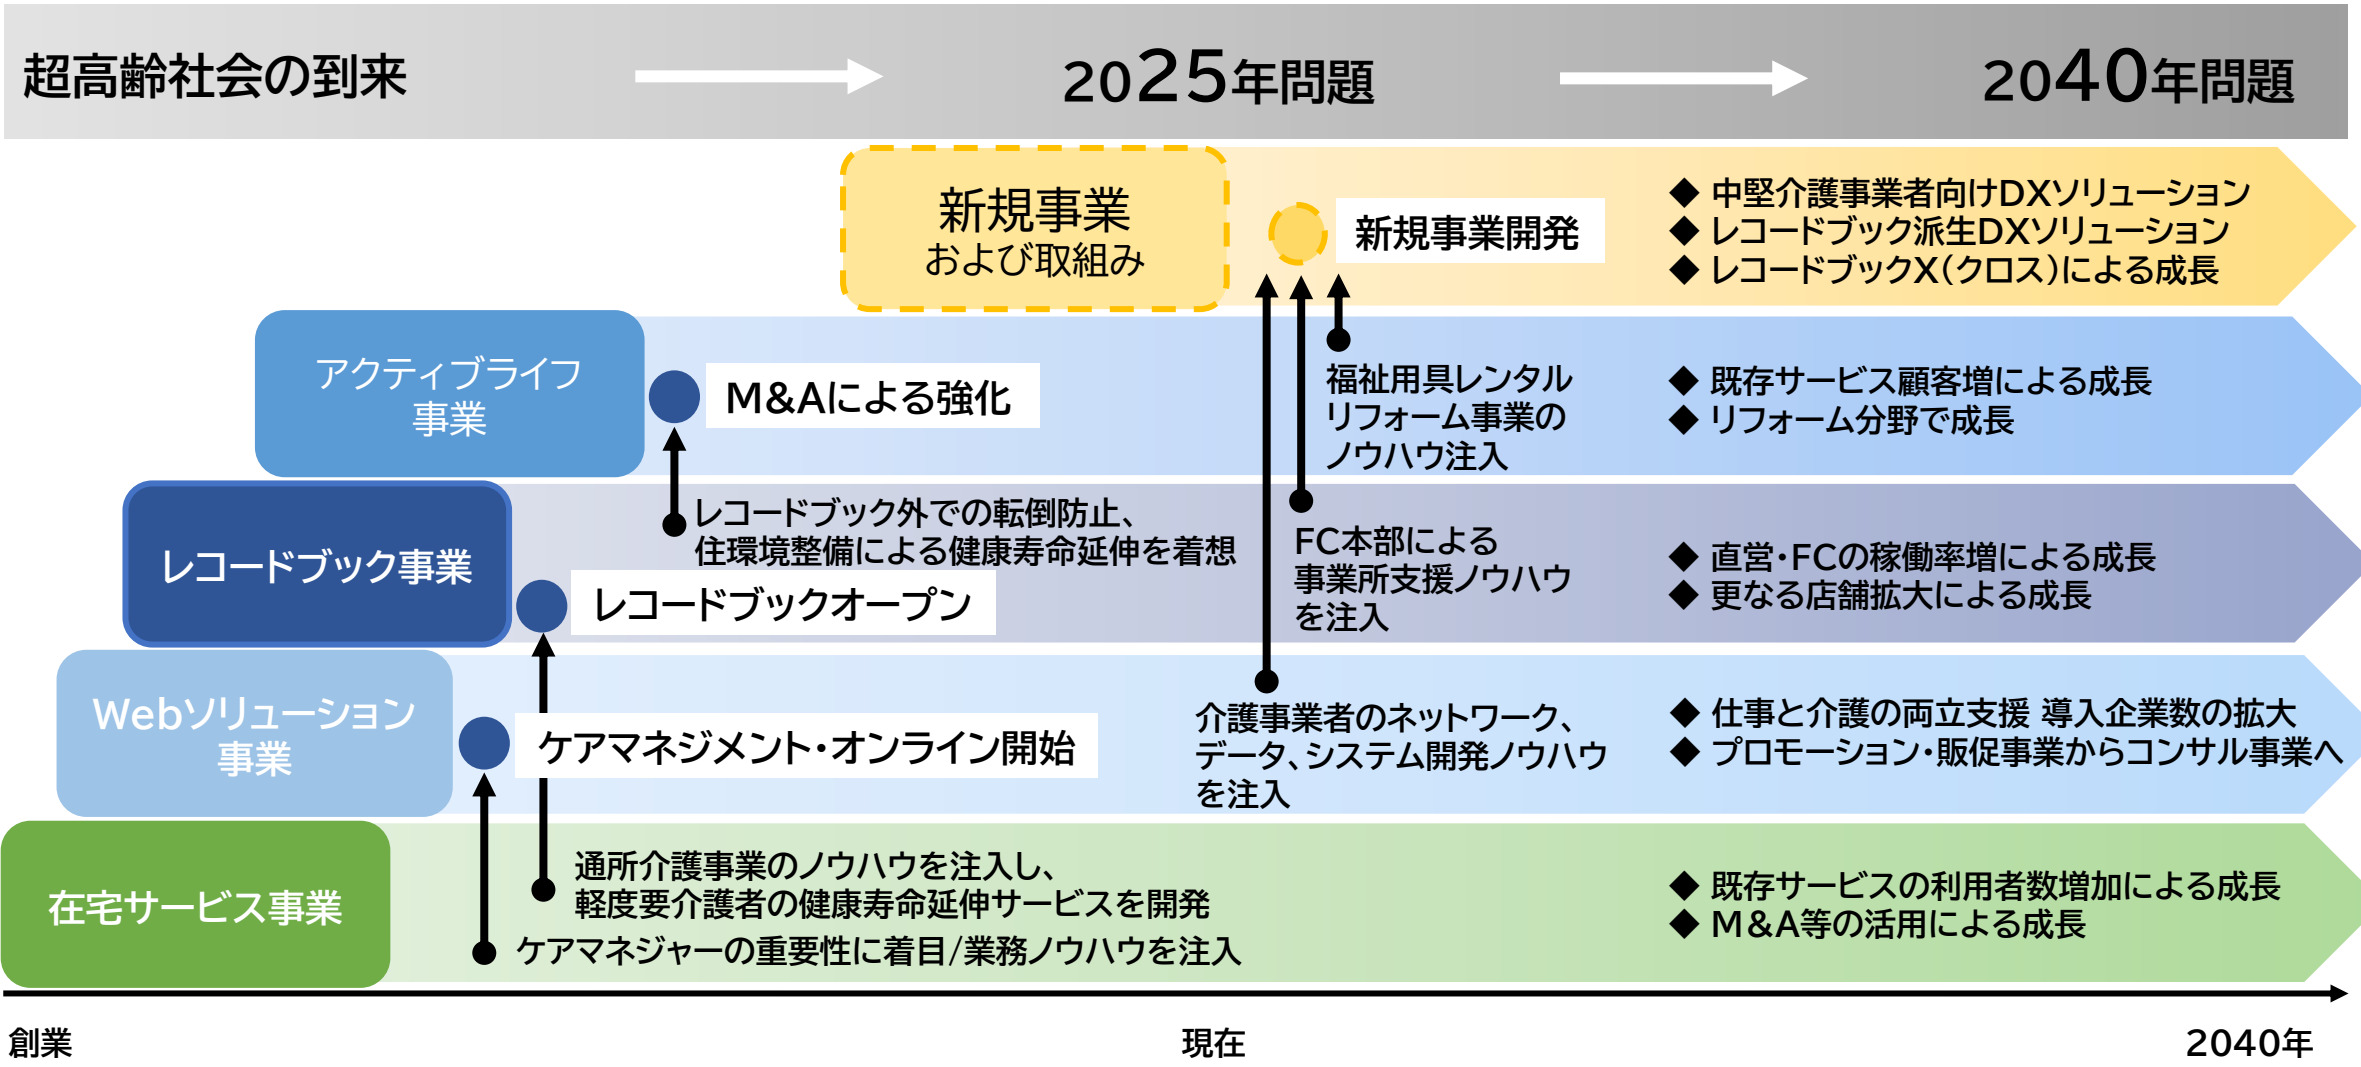 超高齢社会の到来
2025年問題
2040年問題
新規事業
および取組み
新規事業開発
◆ 中堅介護事業者向けDXソリューション
◆ レコードブック派生DXソリューション
◆ レコードブックX(クロス)による成長
アクティブライフ
事業
M&Aによる強化
福祉用具レンタル
リフォーム事業の
ノウハウ注入
◆ 既存サービス顧客増による成長
◆ リフォーム分野で成長
レコードブック事業
レコードブック外での転倒防止、
住環境整備による健康寿命延伸を着想
レコードブックオープン
FC本部による
事業所支援ノウハウ
を注入
◆ 直営・FCの稼働率増による成長
◆ 更なる店舗拡大による成長
Webソリューション
事業
ケアマネジメント・オンライン開始
介護事業者のネットワーク、
データ、システム開発ノウハウ
を注入
◆ 仕事と介護の両立支援 導入企業数の拡大
◆ プロモーション・販促事業からコンサル事業へ
在宅サービス事業
通所介護事業のノウハウを注入し、
軽度要介護者の健康寿命延伸サービスを開発
ケアマネジャーの重要性に着目/業務ノウハウを注入
◆ 既存サービスの利用者数増加による成長
◆ M&A等の活用による成長
創業
現在
2040年